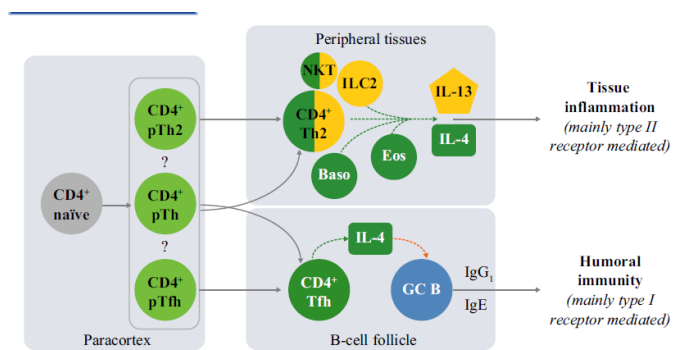 Peripheral tissues
NKT
ILC2
IL-13
CD4⁺
pTh2
CD4⁺
Th2
IL-4
Tissue
inflammation
(mainly type II
receptor mediated)
Baso
Eos
?
CD4⁺
naïve
CD4⁺
pTh
?
CD4⁺
pTfh
IL-4
CD4⁺
Tfh
GC B
IgG₁
IgE
Humoral
immunity
(mainly type I
receptor mediated)
Paracortex
B-cell follicle